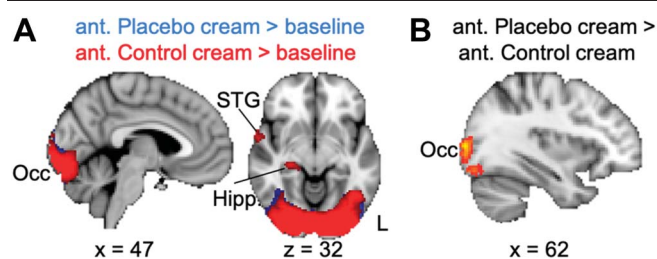 A
ant. Placebo cream > baseline
ant. Control cream > baseline
STG
Occ
Hipp.
L
x = 47
z = 32
B
ant. Placebo cream >
ant. Control cream
Occ
x = 62